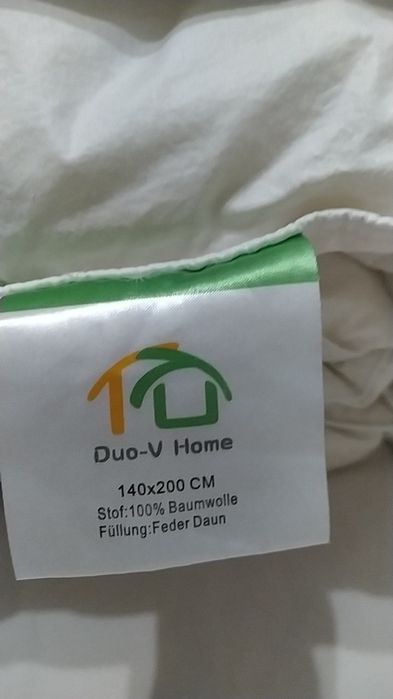 Duo-V Home
140x200 CM
Stof:100% Baumwolle
Füllung:Feder Daun